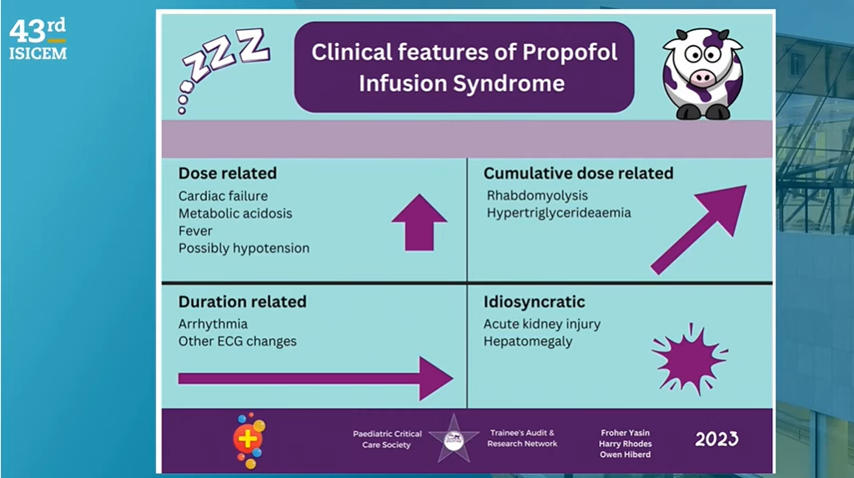 43rd
ISICEM
zzZ
Clinical features of Propofol
Infusion Syndrome
Dose related
Cardiac failure
Metabolic acidosis
Fever
Possibly hypotension
Cumulative dose related
Rhabdomyolysis
Hypertriglycerideaemia
Duration related
Arrhythmia
Other ECG changes
Idiosyncratic
Acute kidney injury
Hepatomegaly
Paediatric Critical
Care Society
Trainee's Audit &
Research Network
Froher Yasin
Harry Rhodes
Owen Hiberd
2023